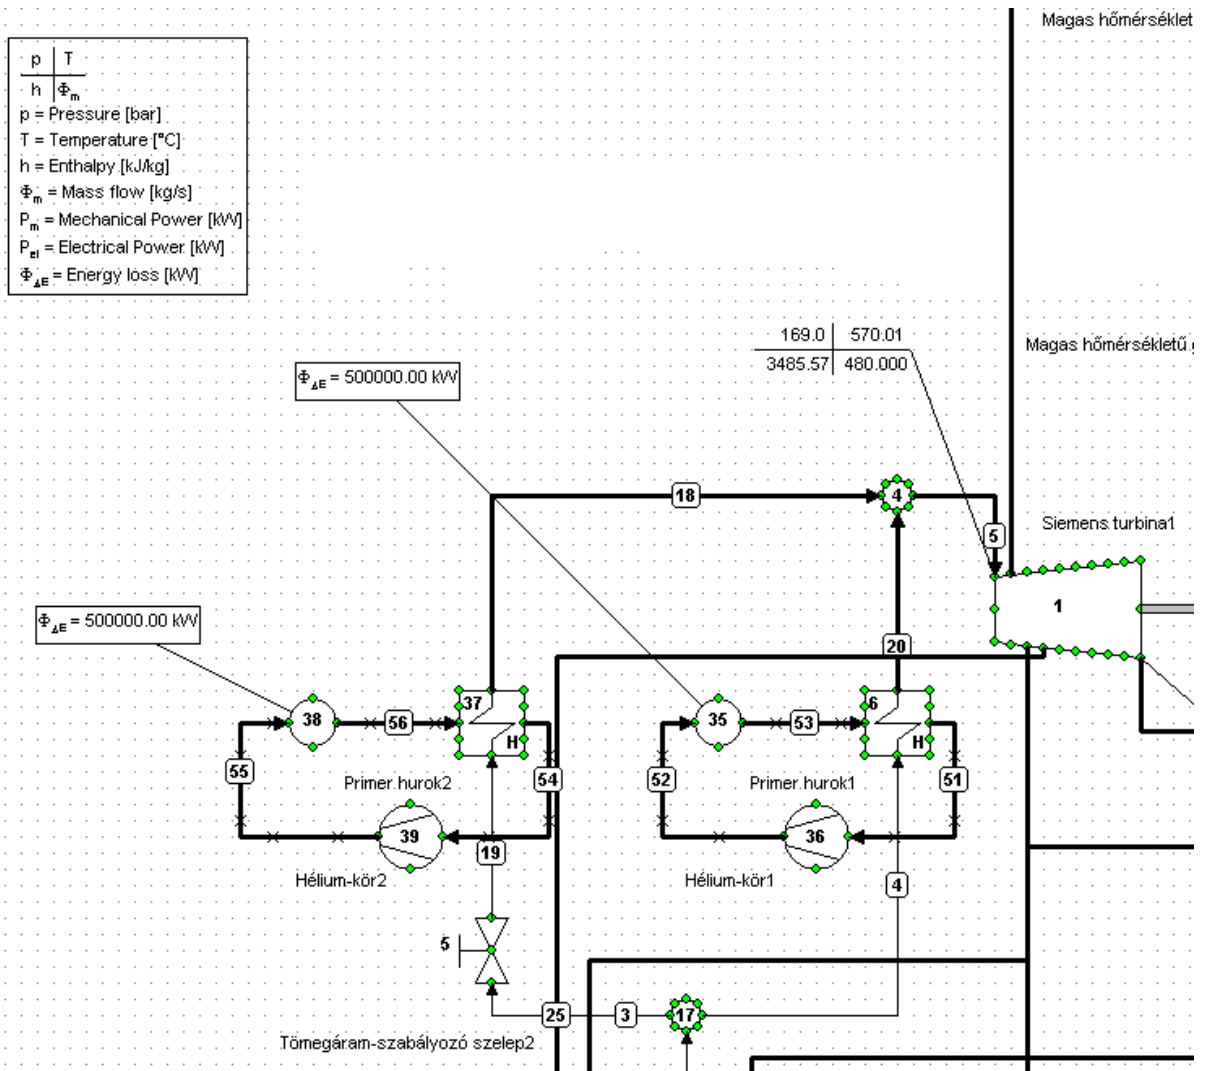 Magas hőmérséklet
p T
h Φm
p = Pressure [bar]
T = Temperature [°C]
h = Enthalpy [kJ/kg]
Φm = Mass flow [kg/s]
Pm = Mechanical Power [kW]
Pel = Electrical Power [kW]
ΦΔE = Energy loss [kW]
169.0 570.01
3485.57 480.000
Magas hőmérsékletű
ΦΔE = 500000.00 kW
18
4
5
Siemens turbina1
1
ΦΔE = 500000.00 kW
20
37
H
6
H
38
56
35
53
55
54
52
51
Primer hurok2
Primer hurok1
39
36
19
Hélium-kör2
Hélium-kör1
4
5
25
3
17
Tömegáram-szabályozó szelep2